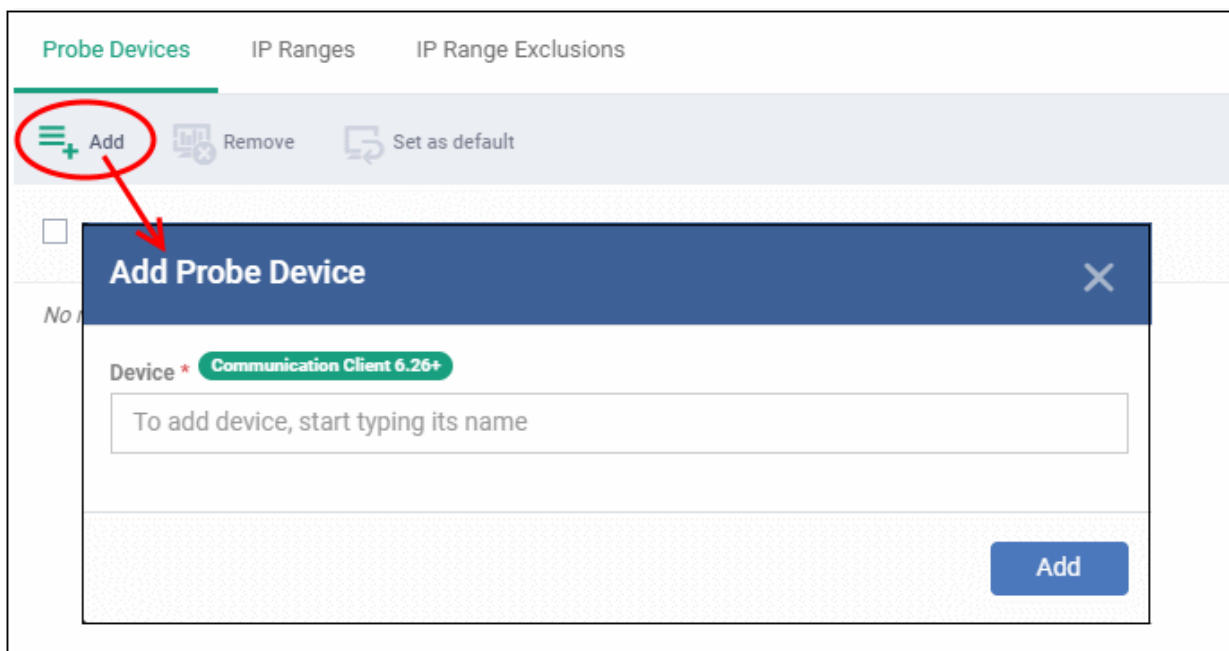 Probe Devices IP Ranges IP Range Exclusions
Add Remove Set as default
Add Probe Device
No
Device * Communication Client 6.26+
To add device, start typing its name
Add